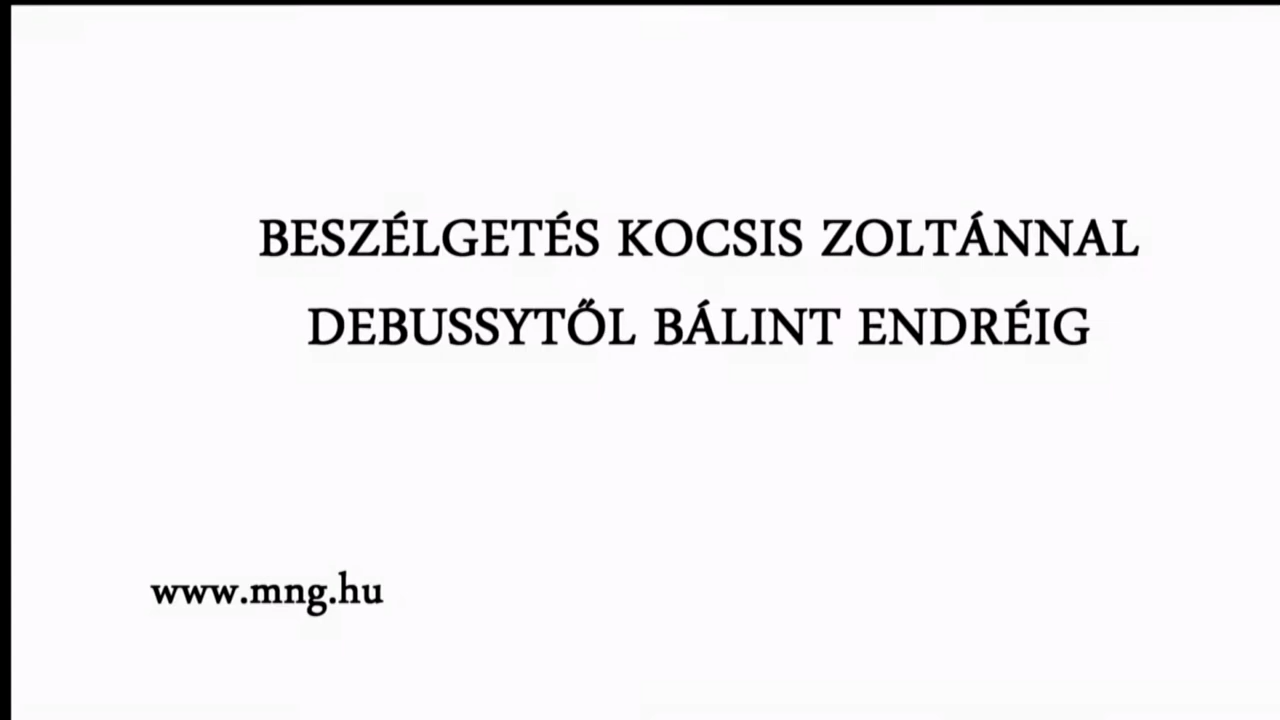 BESZÉLGETÉS KOCSIS ZOLTÁNNAL
DEBUSSYTŐL BÁLINT ENDRÉIG
www.mng.hu